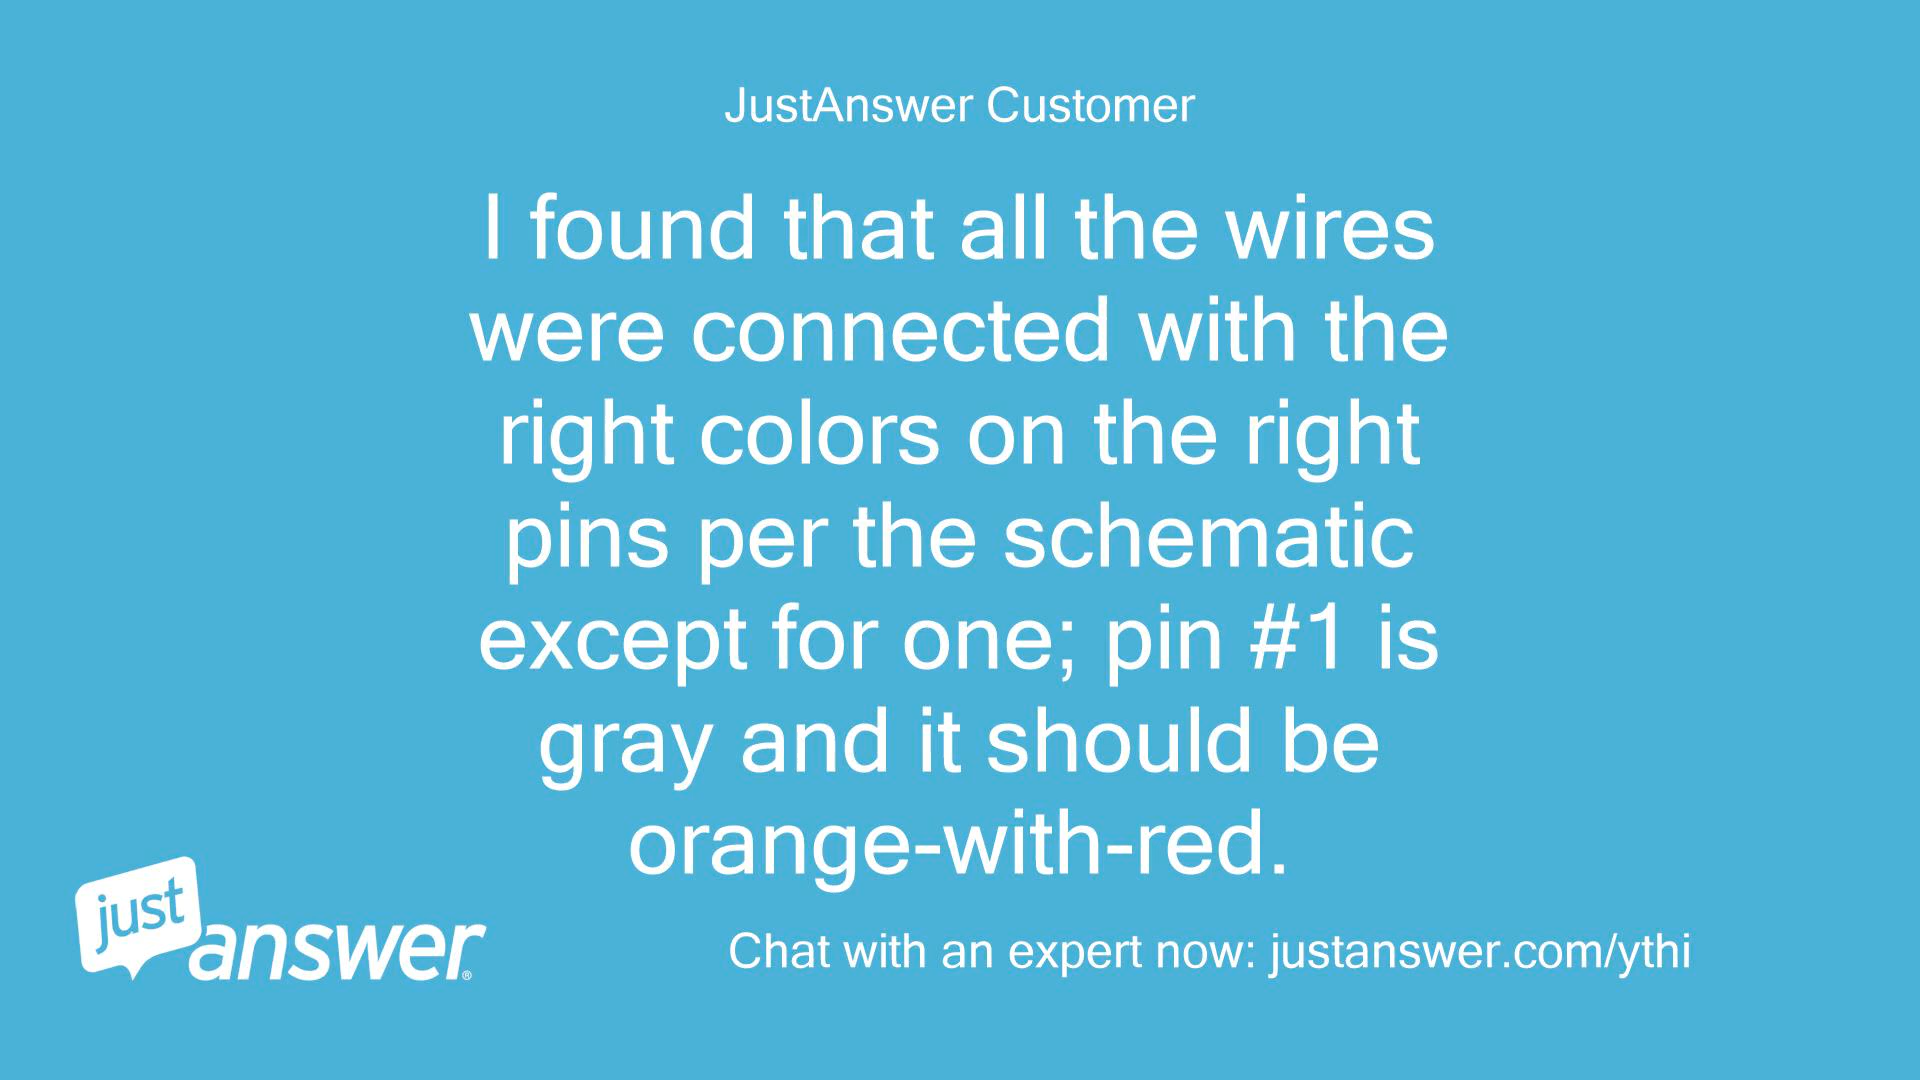 JustAnswer Customer
I found that all the wires
were connected with the
right colors on the right
pins per the schematic
except for one; pin #1 is
gray and it should be
orange-with-red.
just
answer®
Chat with an expert now: justanswer.com/ythi